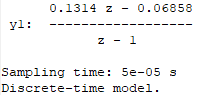 0.1314 z - 0.06858
y1: ------------------
z - 1
Sampling time: 5e-05 s
Discrete-time model.